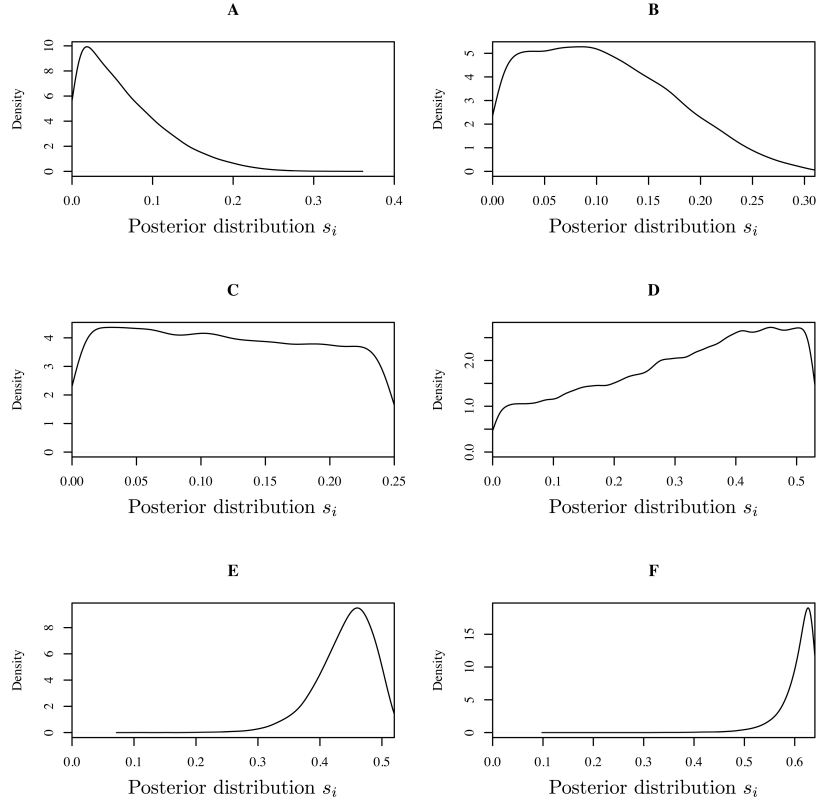 A
Density
0 2 4 6 8 10
0.0 0.1 0.2 0.3 0.4
Posterior distribution s_i
B
Density
0 1 2 3 4 5
0.00 0.05 0.10 0.15 0.20 0.25 0.30
Posterior distribution s_i
C
Density
0 1 2 3 4
0.00 0.05 0.10 0.15 0.20 0.25
Posterior distribution s_i
D
Density
0.0 1.0 2.0
0.0 0.1 0.2 0.3 0.4 0.5
Posterior distribution s_i
E
Density
0 2 4 6 8
0.0 0.1 0.2 0.3 0.4 0.5
Posterior distribution s_i
F
Density
0 5 10 15
0.0 0.1 0.2 0.3 0.4 0.5 0.6
Posterior distribution s_i